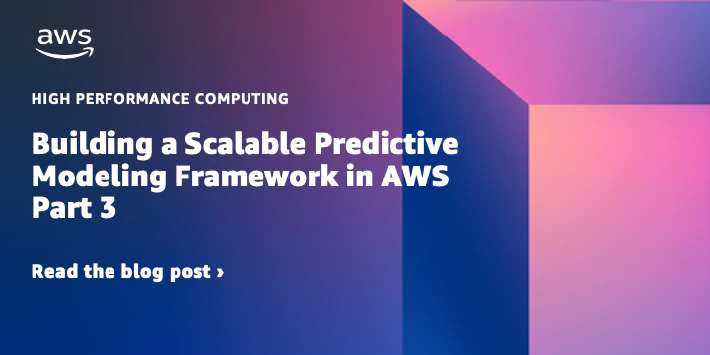 aws
HIGH PERFORMANCE COMPUTING
Building a Scalable Predictive
Modeling Framework in AWS
Part 3
Read the blog post ›